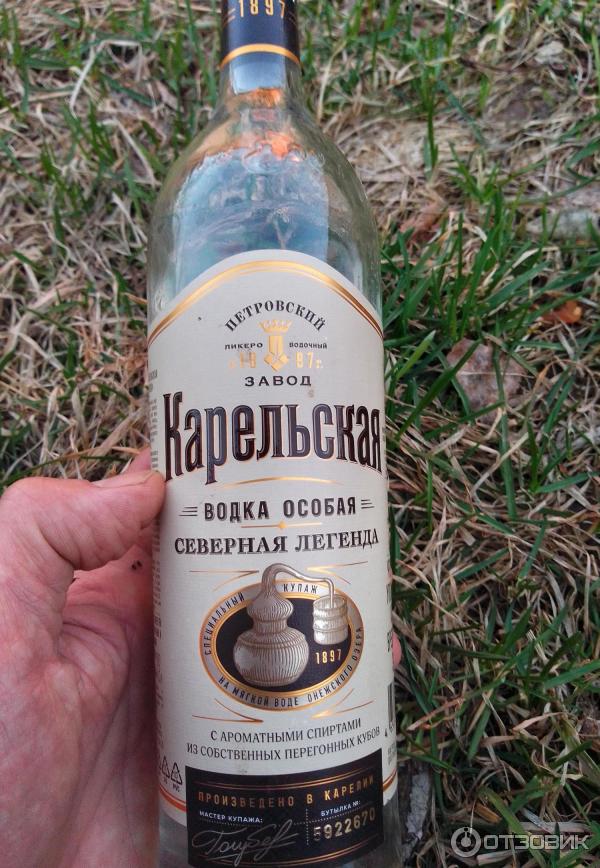 1897
ПЕТРОВСКИЙ
ЛИКЕРО ВОДОЧНЫЙ
1897г.
ЗАВОД
Карельская
ВОДКА ОСОБАЯ
СЕВЕРНАЯ ЛЕГЕНДА
СПЕЦИАЛЬНЫЙ КУПАЖ
1897
НА МЯГКОЙ ВОДЕ ОНЕЖСКОГО ОЗЕРА
С АРОМАТНЫМИ СПИРТАМИ
ИЗ СОБСТВЕННЫХ ПЕРЕГОННЫХ КУБОВ
ПРОИЗВЕДЕНО В КАРЕЛИИ
МАСТЕР КУПАЖА: БУТЫЛКА №:
5922670
ОТЗОВИК